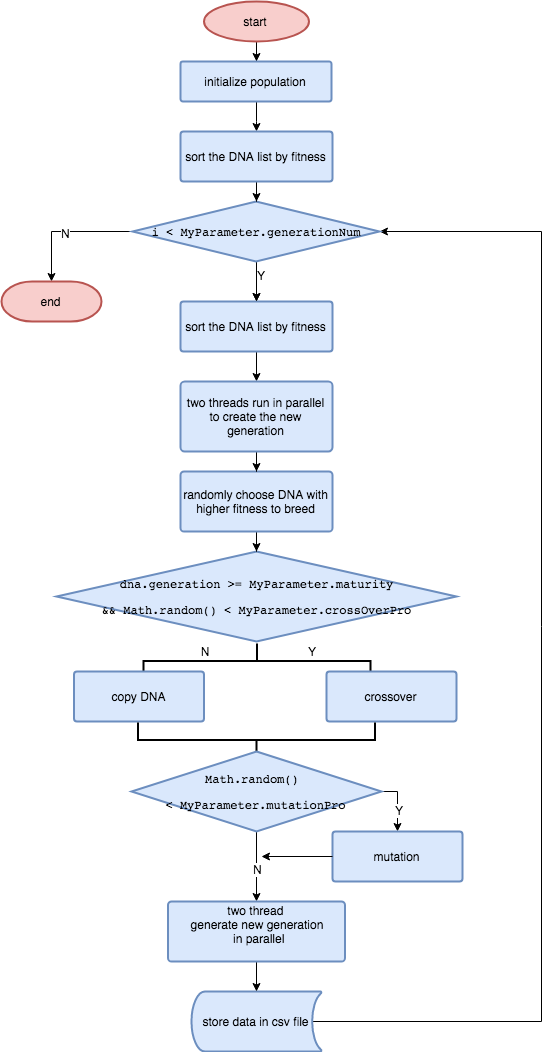 start
initialize population
sort the DNA list by fitness
i < MyParameter.generationNum
N
Y
end
sort the DNA list by fitness
two threads run in parallel
to create the new
generation
randomly choose DNA with
higher fitness to breed
dna.generation >= MyParameter.maturity
&& Math.random() < MyParameter.crossOverPro
N
Y
copy DNA
crossover
Math.random()
< MyParameter.mutationPro
Y
mutation
N
two thread
generate new generation
in parallel
store data in csv file